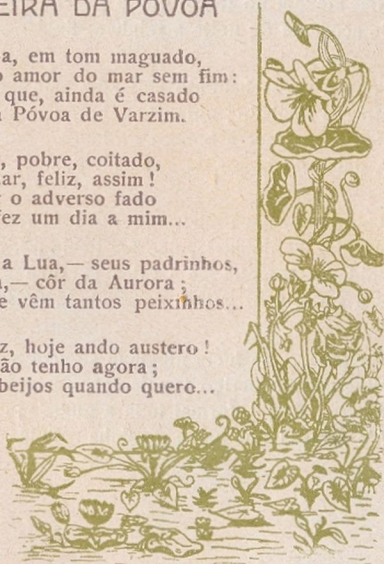 EIRA DA PÓVOA
a, em tom maguado,
o amor do mar sem fim:
que, ainda é casado
a Póvoa de Varzim.
, pobre, coitado,
ar, feliz, assim!
o adverso fado
fez um dia a mim...
a Lua,— seus padrinhos,
,— côr da Aurora;
e vêm tantos peixinhos...
z, hoje ando austero!
ão tenho agora;
beijos quando quero...